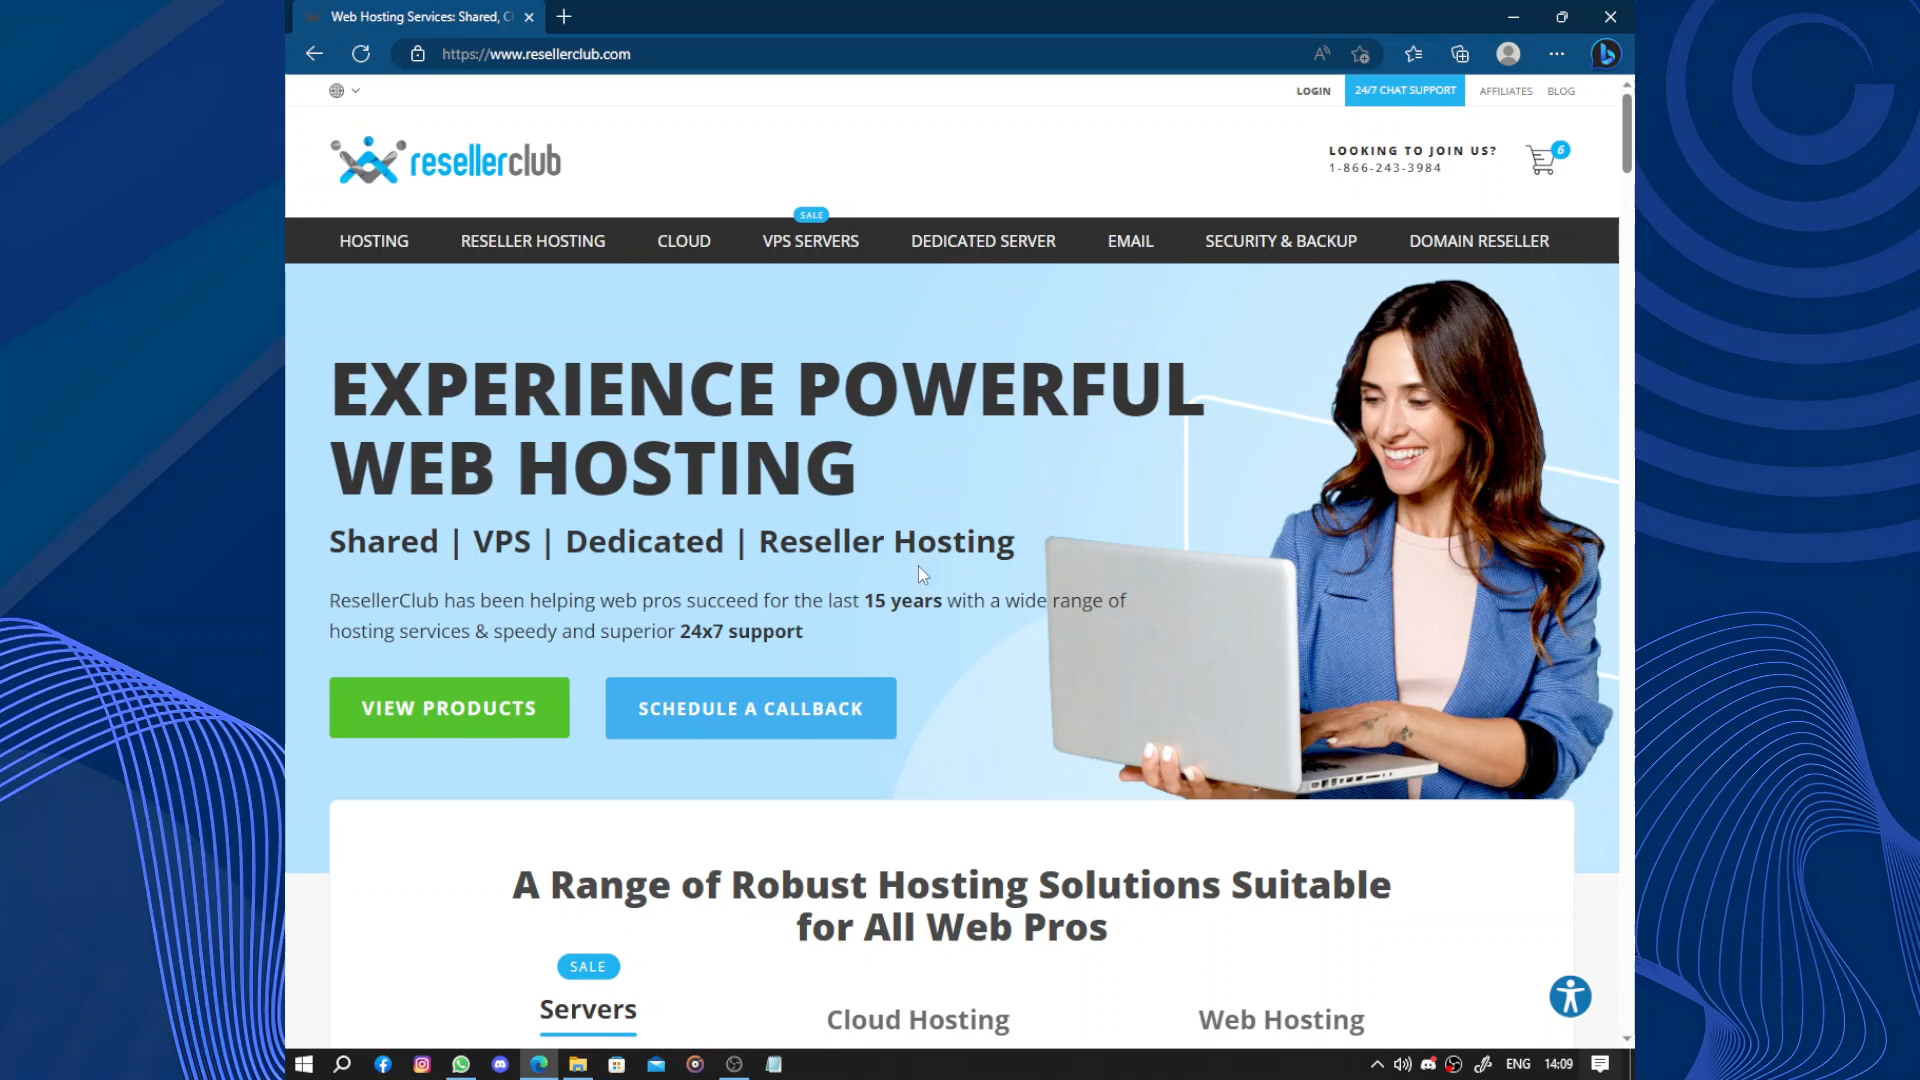 Web Hosting Services: Shared, C
https://www.resellerclub.com
LOGIN
24/7 CHAT SUPPORT
AFFILIATES
BLOG
resellerclub
LOOKING TO JOIN US?
1-866-243-3984
6
SALE
HOSTING
RESELLER HOSTING
CLOUD
VPS SERVERS
DEDICATED SERVER
EMAIL
SECURITY & BACKUP
DOMAIN RESELLER
EXPERIENCE POWERFUL
WEB HOSTING
Shared | VPS | Dedicated | Reseller Hosting
ResellerClub has been helping web pros succeed for the last 15 years with a wide range of
hosting services & speedy and superior 24x7 support
VIEW PRODUCTS
SCHEDULE A CALLBACK
A Range of Robust Hosting Solutions Suitable
for All Web Pros
SALE
Servers
Cloud Hosting
Web Hosting
ENG
14:09